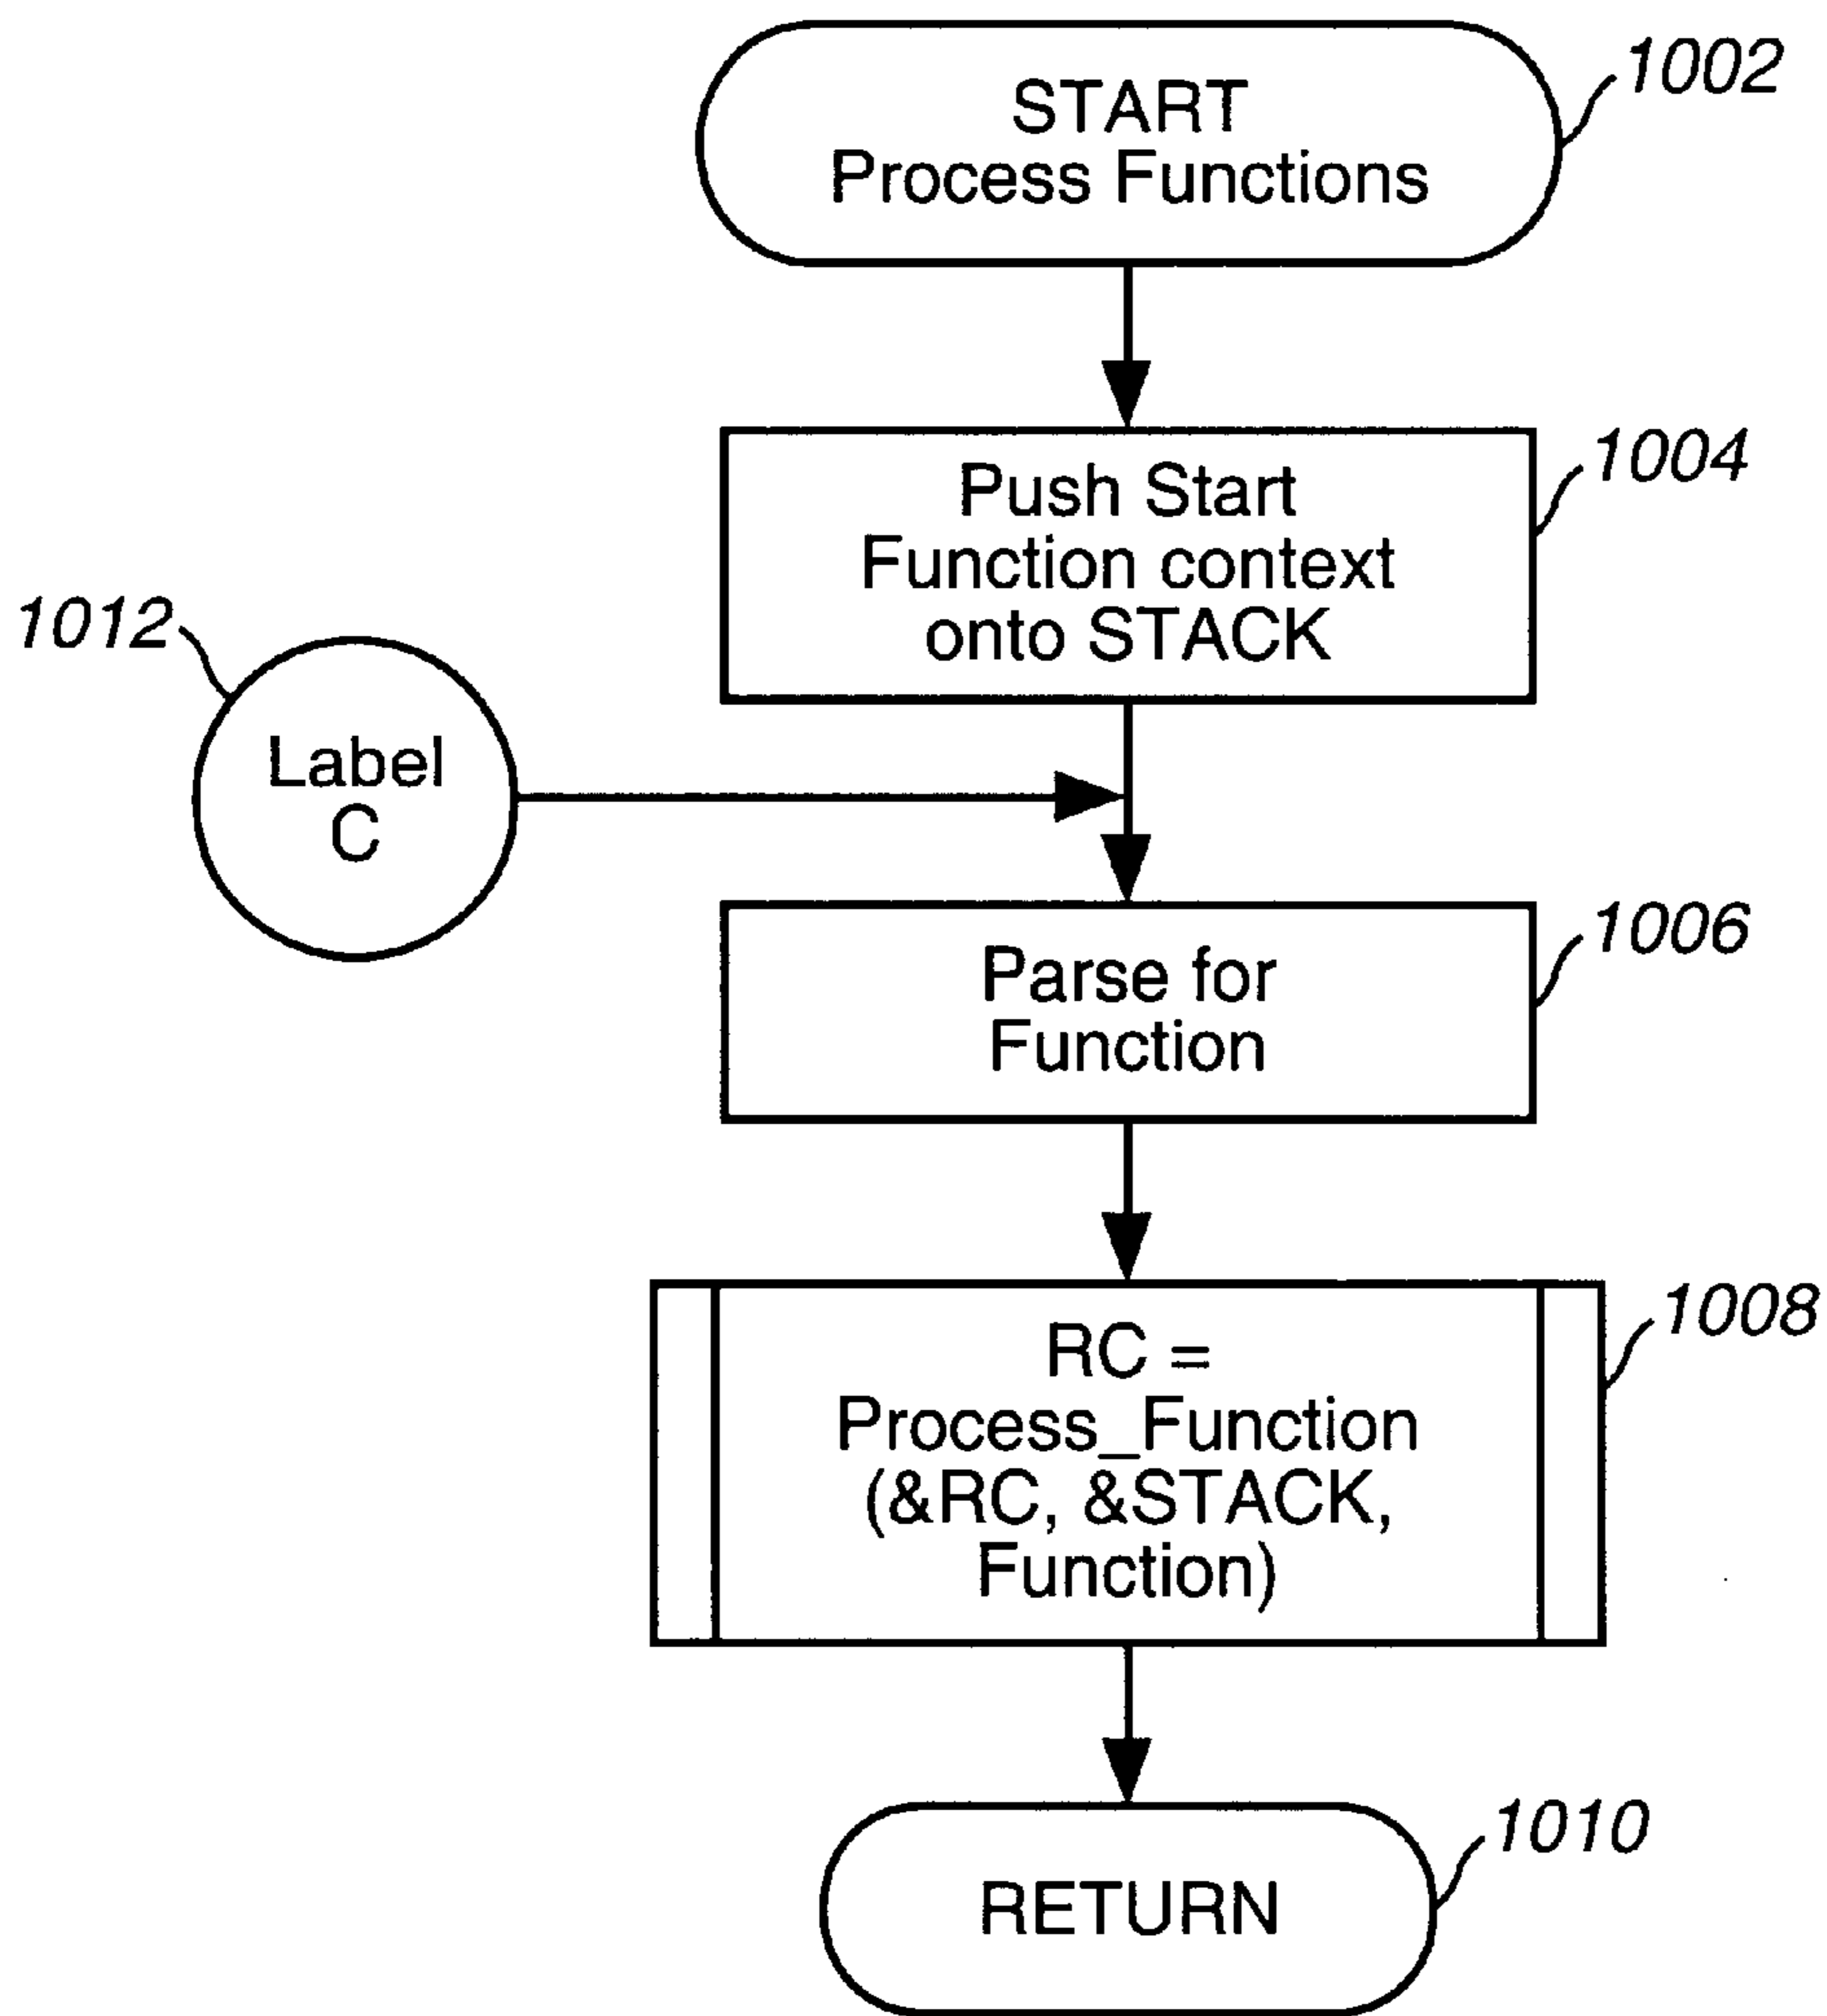 START
Process Functions
1002
Push Start
Function context
onto STACK
1004
1012
Label
C
Parse for
Function
1006
RC =
Process_Function
(&RC, &STACK,
Function)
1008
RETURN
1010